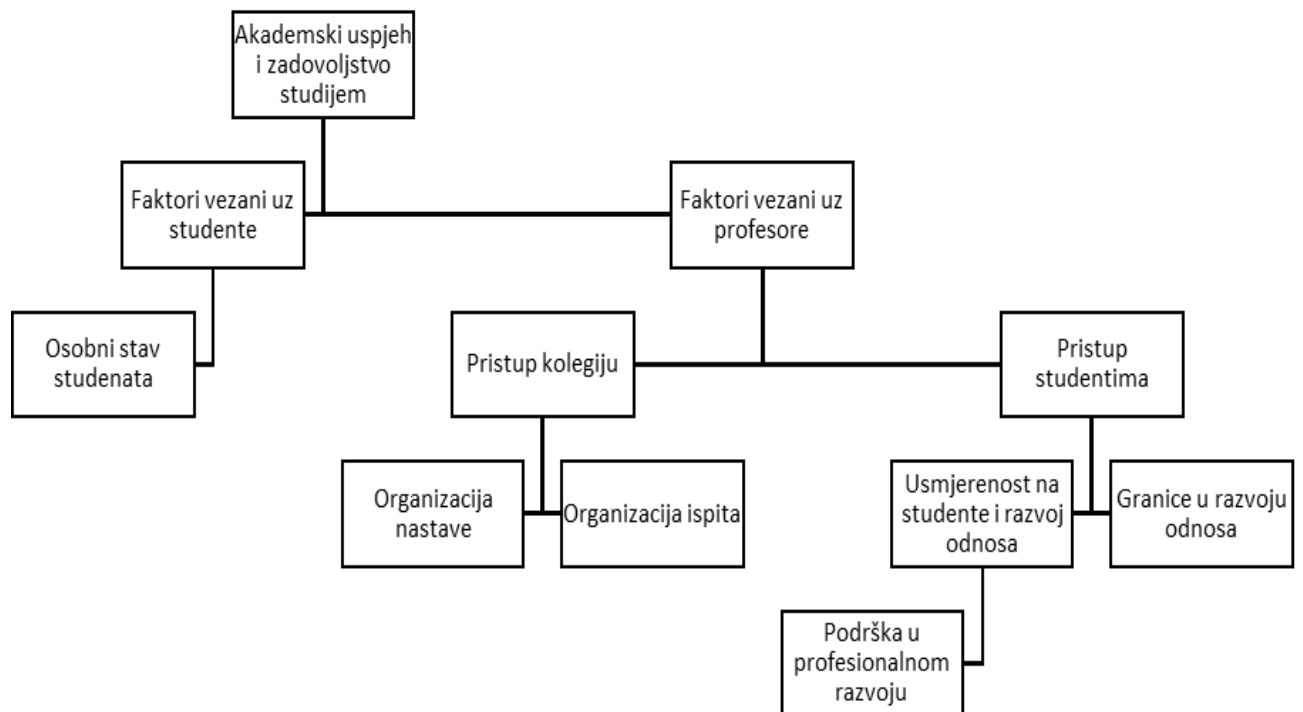 Akademski uspjeh
i zadovoljstvo
studijem
Faktori vezani uz
studente
Faktori vezani uz
profesore
Osobni stav
studenata
Pristup kolegiju
Pristup
studentima
Organizacija
nastave
Organizacija ispita
Usmjerenost na
studente i razvoj
odnosa
Granice u razvoju
odnosa
Podrška u
profesionalnom
razvoju